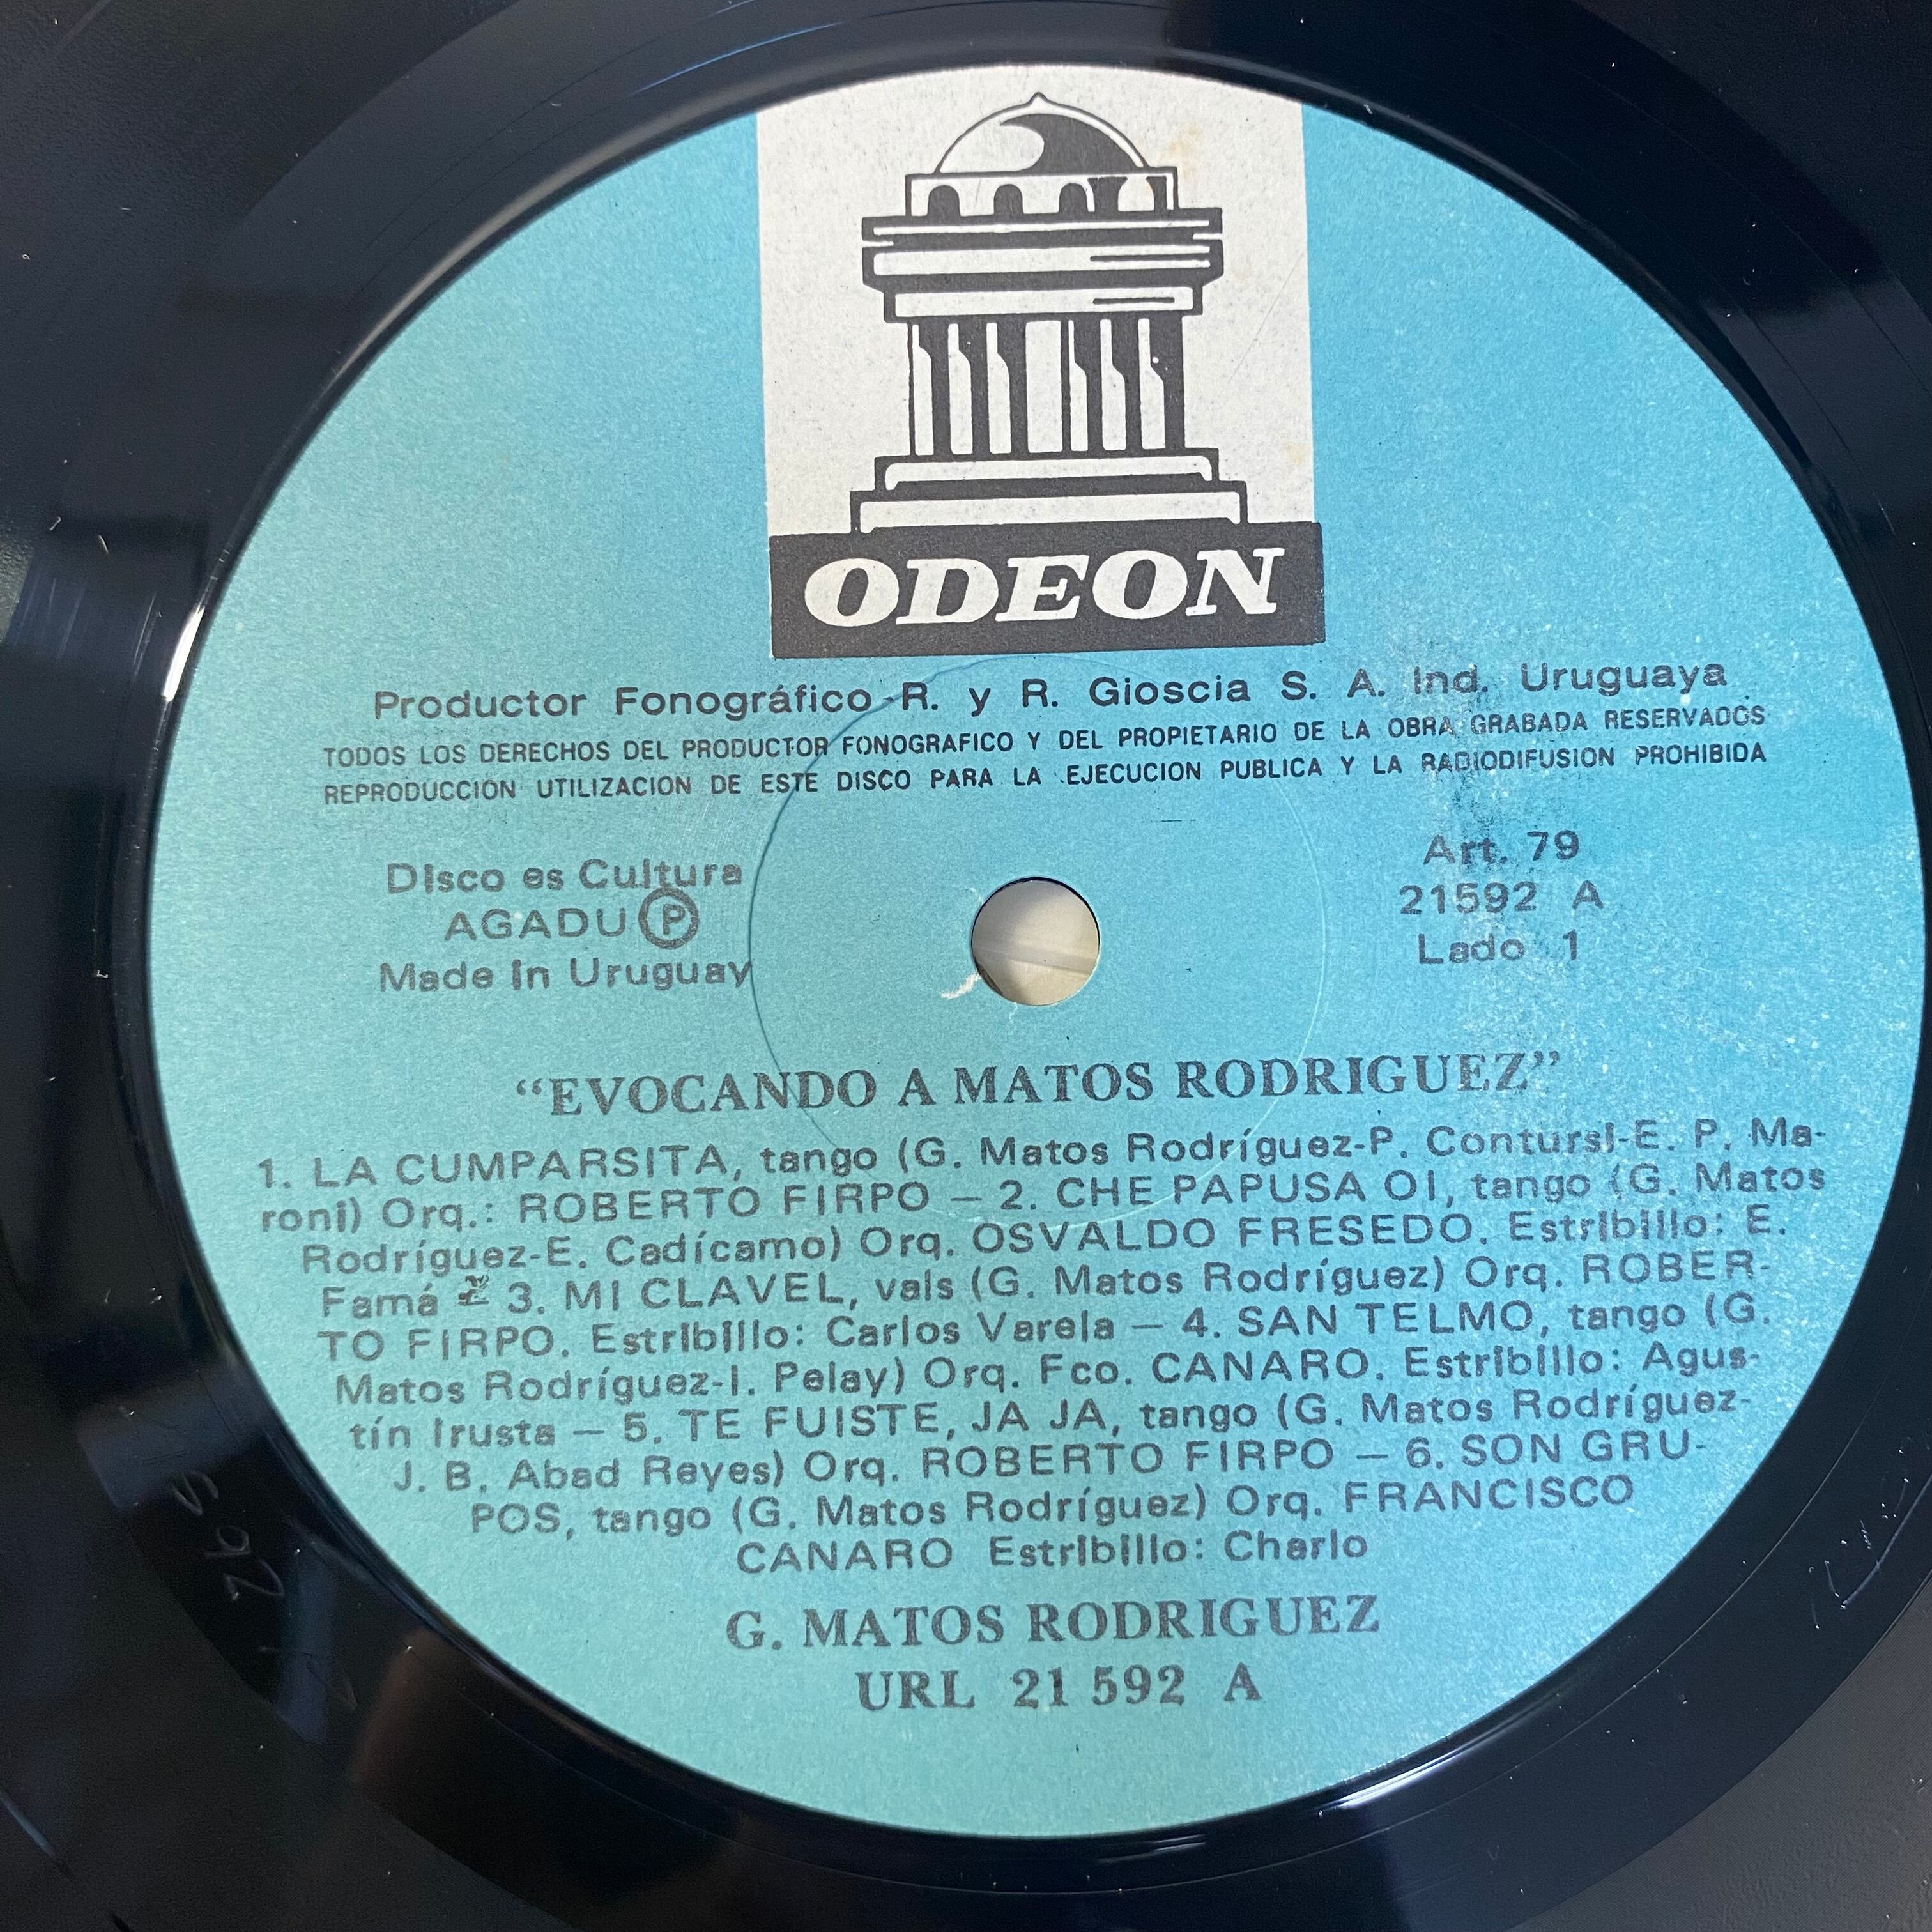 ODEON
Productor Fonográfico R. y R. Gioscia S. A. Ind. Uruguaya
TODOS LOS DERECHOS DEL PRODUCTOR FONOGRAFICO Y DEL PROPIETARIO DE LA OBRA GRABADA RESERVADOS
REPRODUCCION UTILIZACION DE ESTE DISCO PARA LA EJECUCION PUBLICA Y LA RADIODIFUSION PROHIBIDA
Disco es Cultura
AGADU Ⓟ
Made in Uruguay
Art. 79
21592 A
Lado 1
“EVOCANDO A MATOS RODRIGUEZ”
1. LA CUMPARSITA, tango (G. Matos Rodríguez-P. Contursi-E. P. Ma-
roni) Orq.: ROBERTO FIRPO — 2. CHE PAPUSA OI, tango (G. Matos
Rodríguez-E. Cadícamo) Orq. OSVALDO FRESEDO. Estribillo: E.
Famá — 3. MI CLAVEL, vals (G. Matos Rodríguez) Orq. ROBER-
TO FIRPO. Estribillo: Carlos Varela — 4. SAN TELMO, tango (G.
Matos Rodríguez-I. Pelay) Orq. Fco. CANARO. Estribillo: Agus-
tín Irusta — 5. TE FUISTE, JA JA, tango (G. Matos Rodríguez-
J. B. Abad Reyes) Orq. ROBERTO FIRPO — 6. SON GRU-
POS, tango (G. Matos Rodríguez) Orq. FRANCISCO
CANARO Estribillo: Charlo
G. MATOS RODRIGUEZ
URL 21 592 A